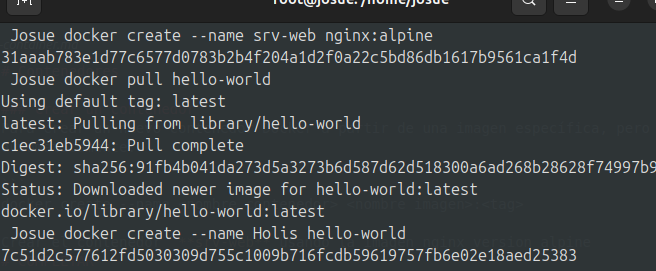 root@josue: /home/josue
Josue docker create --name srv-web nginx:alpine
31aaab783e1d77c6577d0783b2b4f204a1d2f0a22c5bd86db1617b9561ca1f4d
Josue docker pull hello-world
Using default tag: latest
latest: Pulling from library/hello-world
c1ec31eb5944: Pull complete
Digest: sha256:91fb4b041da273d5a3273b6d587d62d518300a6ad268b28628f74997b9
Status: Downloaded newer image for hello-world:latest
docker.io/library/hello-world:latest
Josue docker create --name Holis hello-world
7c51d2c577612fd5030309d755c1009b716fcdb59619757fb6e02e18aed25383